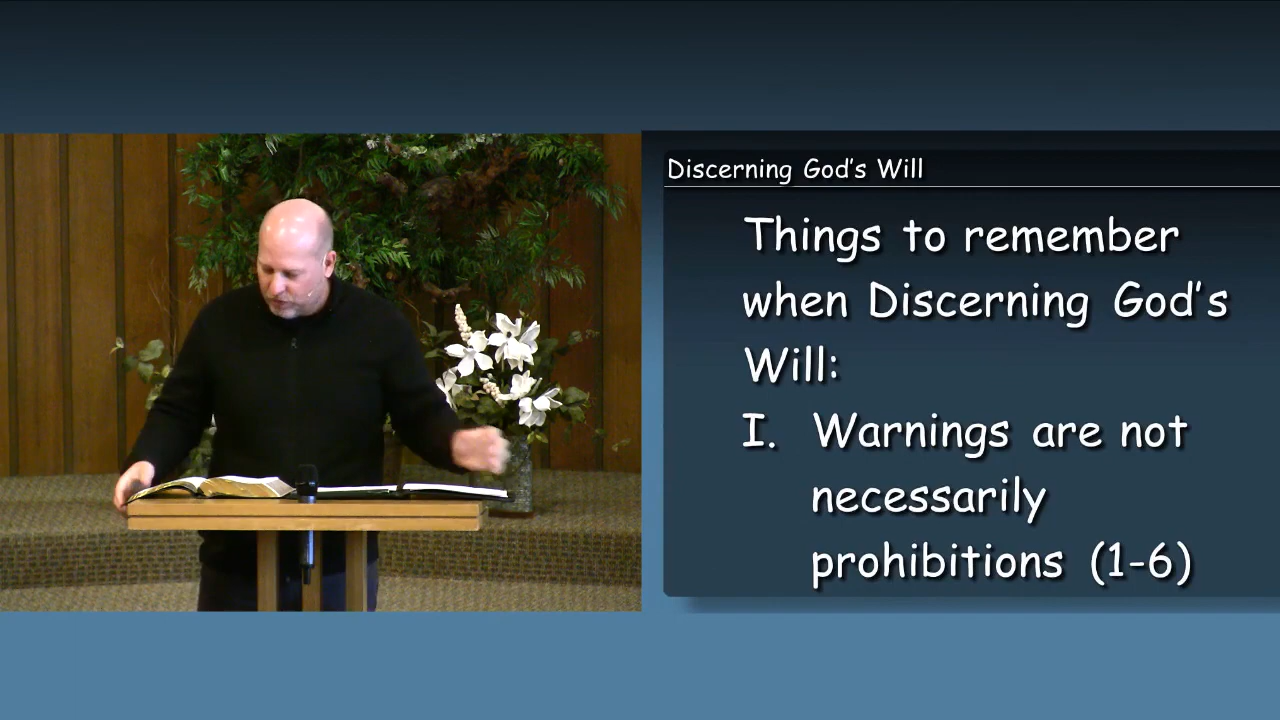 Discerning God's Will
Things to remember
when Discerning God's
Will:
I. Warnings are not
necessarily
prohibitions (1-6)